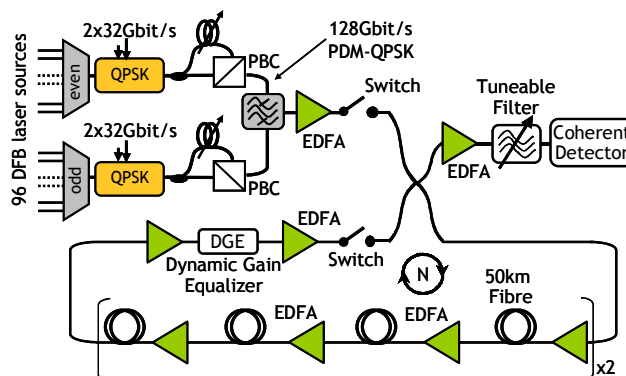 2x32Gbit/s
128Gbit/s
PDM-QPSK
PBC
even
QPSK
Switch
Tuneable
Filter
96 DFB laser sources
2x32Gbit/s
EDFA
Coherent
Detector
EDFA
odd
QPSK
PBC
EDFA
DGE
Dynamic Gain
Equalizer
Switch
N
50km
Fibre
EDFA
EDFA
x2